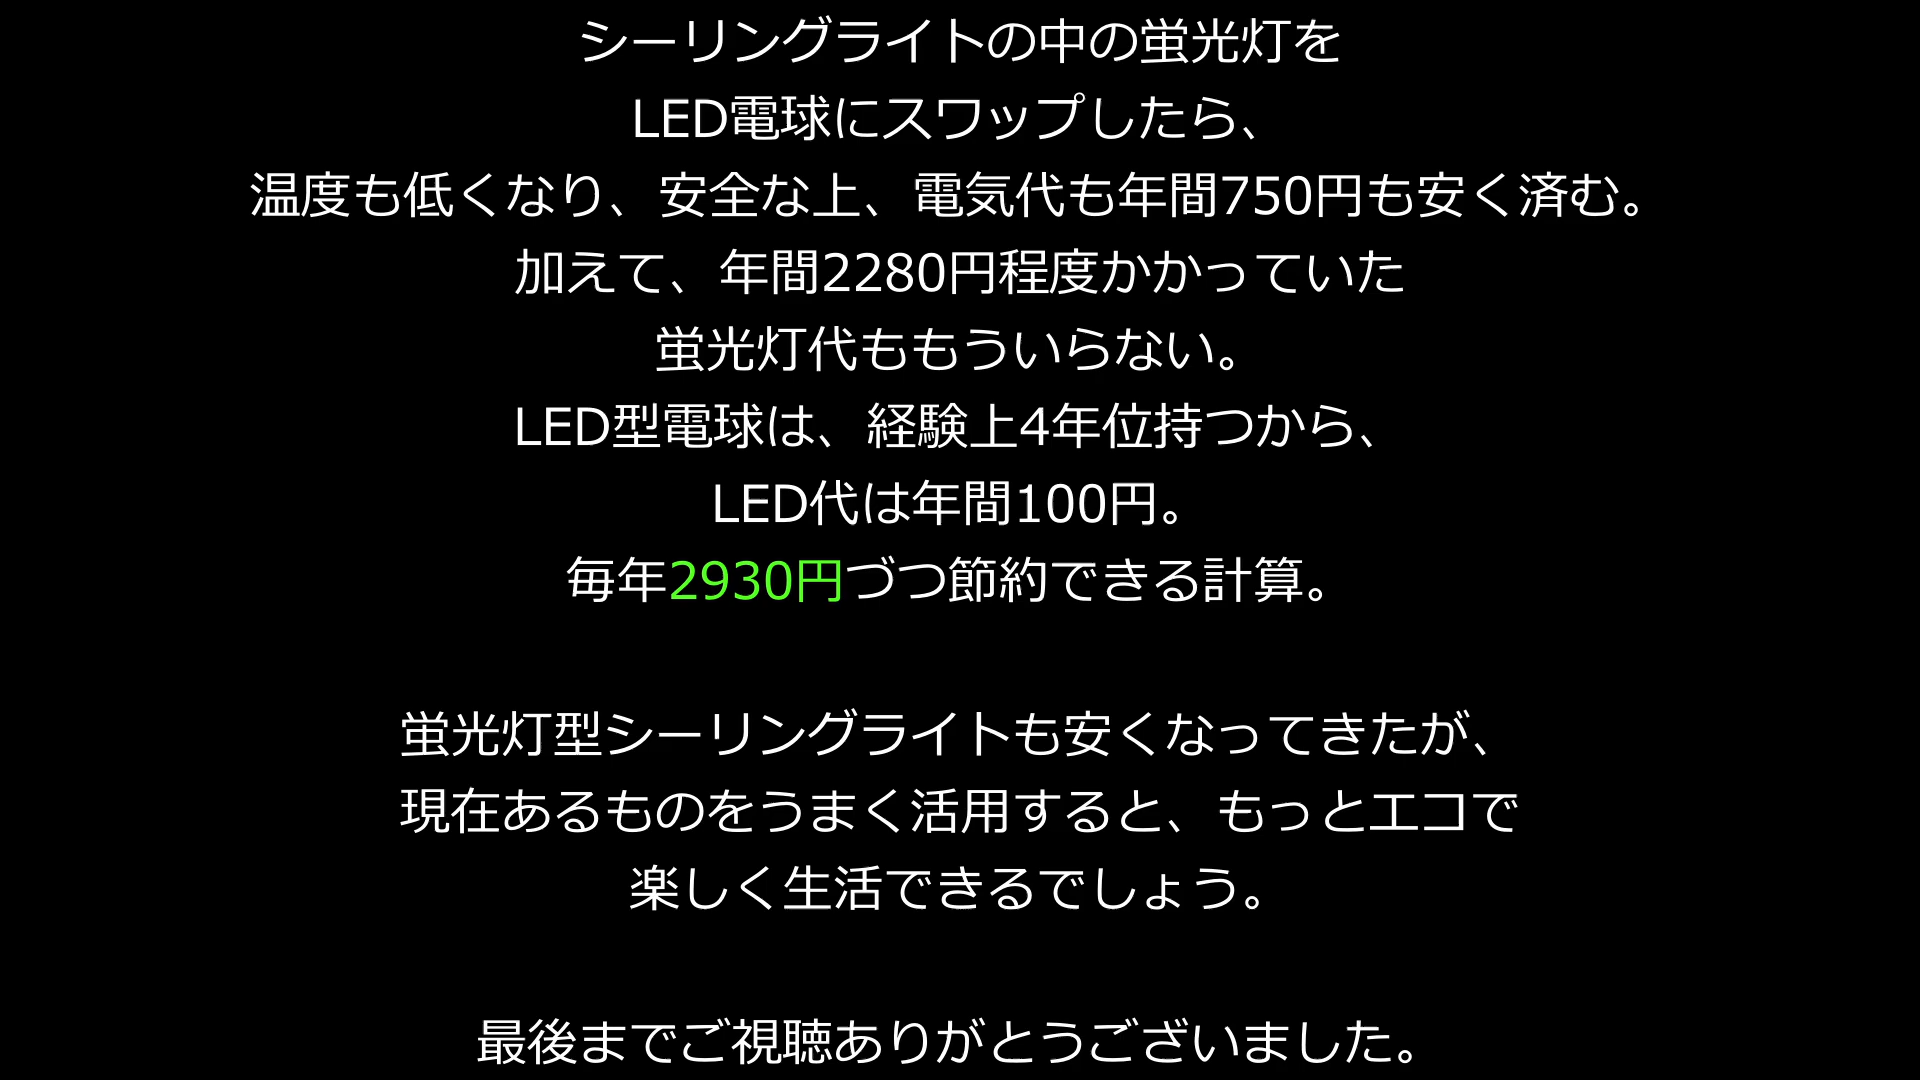 シーリングライトの中の蛍光灯を
LED電球にスワップしたら、
温度も低くなり、安全な上、電気代も年間750円も安く済む。
加えて、年間2280円程度かかっていた
蛍光灯代ももういらない。
LED型電球は、経験上4年位持つから、
LED代は年間100円。
毎年2930円づつ節約できる計算。
蛍光灯型シーリングライトも安くなってきたが、
現在あるものをうまく活用すると、もっとエコで
楽しく生活できるでしょう。
最後までご視聴ありがとうございました。